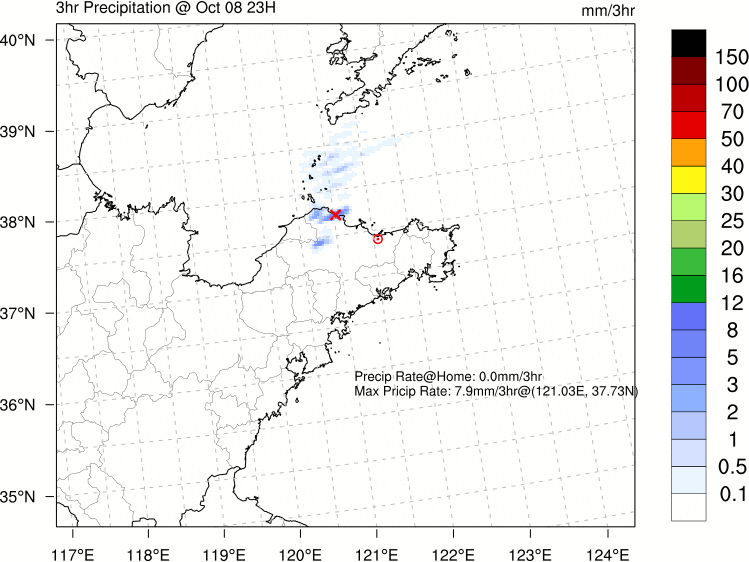 3hr Precipitation @ Oct 08 23H
mm/3hr
40°N
39°N
38°N
37°N
36°N
35°N
Precip Rate@Home: 0.0mm/3hr
Max Pricip Rate: 7.9mm/3hr@(121.03E, 37.73N)
117°E 118°E 119°E 120°E 121°E 122°E 123°E 124°E
150
100
70
50
40
30
25
20
16
12
8
5
3
2
1
0.5
0.1